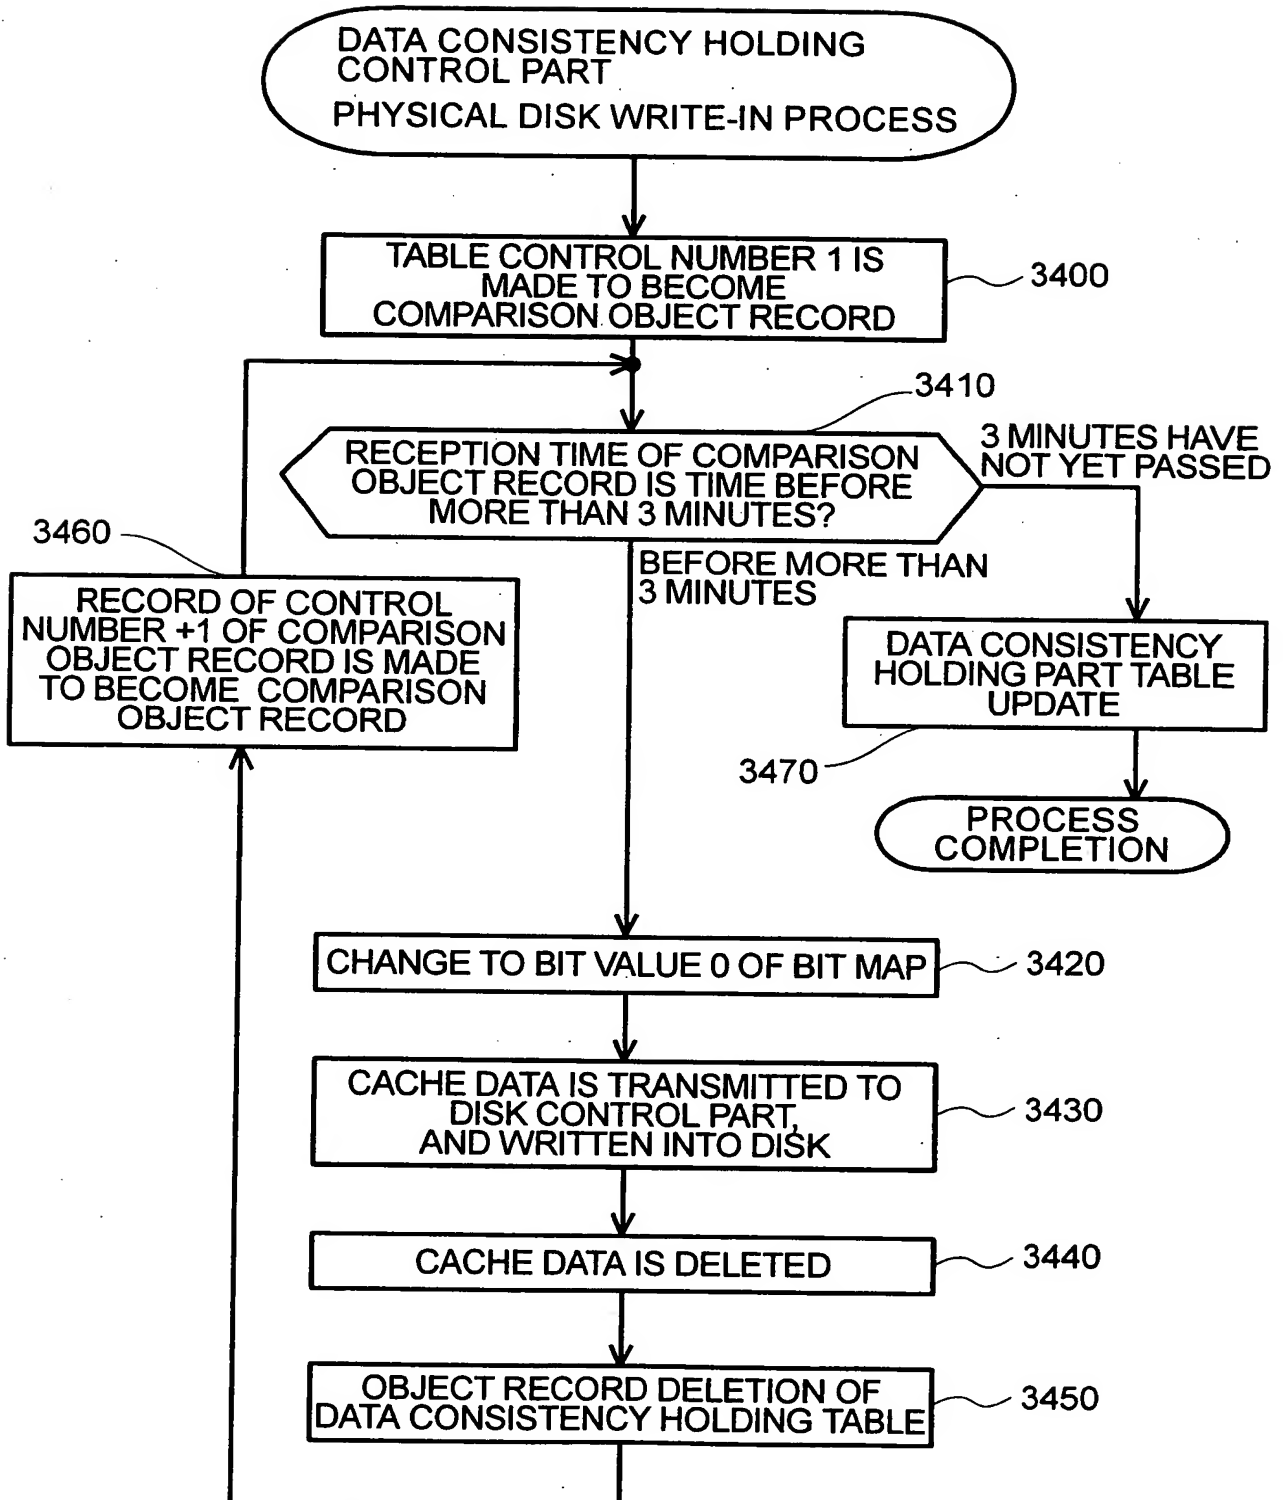 DATA CONSISTENCY HOLDING
CONTROL PART
PHYSICAL DISK WRITE-IN PROCESS
TABLE CONTROL NUMBER 1 IS
MADE TO BECOME
COMPARISON OBJECT RECORD
3400
3410
RECEPTION TIME OF COMPARISON
OBJECT RECORD IS TIME BEFORE
MORE THAN 3 MINUTES?
3 MINUTES HAVE
NOT YET PASSED
3460
BEFORE MORE THAN
3 MINUTES
RECORD OF CONTROL
NUMBER +1 OF COMPARISON
OBJECT RECORD IS MADE
TO BECOME COMPARISON
OBJECT RECORD
DATA CONSISTENCY
HOLDING PART TABLE
UPDATE
3470
PROCESS
COMPLETION
CHANGE TO BIT VALUE 0 OF BIT MAP
3420
CACHE DATA IS TRANSMITTED TO
DISK CONTROL PART,
AND WRITTEN INTO DISK
3430
CACHE DATA IS DELETED
3440
OBJECT RECORD DELETION OF
DATA CONSISTENCY HOLDING TABLE
3450